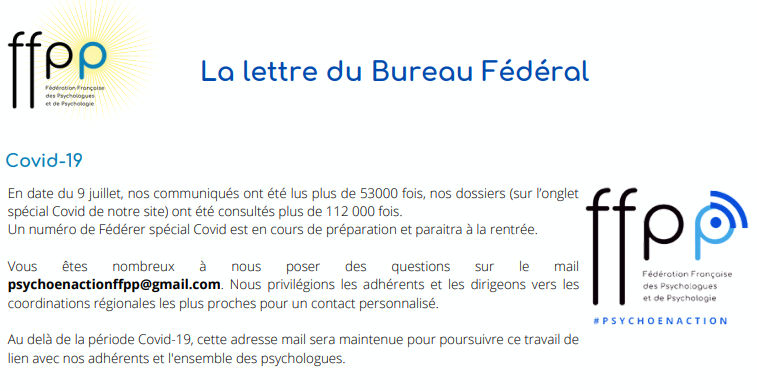 ffpp
Fédération Française
des Psychologues
et de Psychologie
La lettre du Bureau Fédéral
Covid-19
En date du 9 juillet, nos communiqués ont été lus plus de 53000 fois, nos dossiers (sur l’onglet
spécial Covid de notre site) ont été consultés plus de 112 000 fois.
Un numéro de Fédérer spécial Covid est en cours de préparation et paraitra à la rentrée.
Vous êtes nombreux à nous poser des questions sur le mail
psychoenactionffpp@gmail.com. Nous privilégions les adhérents et les dirigeons vers les
coordinations régionales les plus proches pour un contact personnalisé.
Au delà de la période Covid-19, cette adresse mail sera maintenue pour poursuivre ce travail de
lien avec nos adhérents et l'ensemble des psychologues.
ffpp
Fédération Française
des Psychologues
et de Psychologie
#PSYCHOENACTION